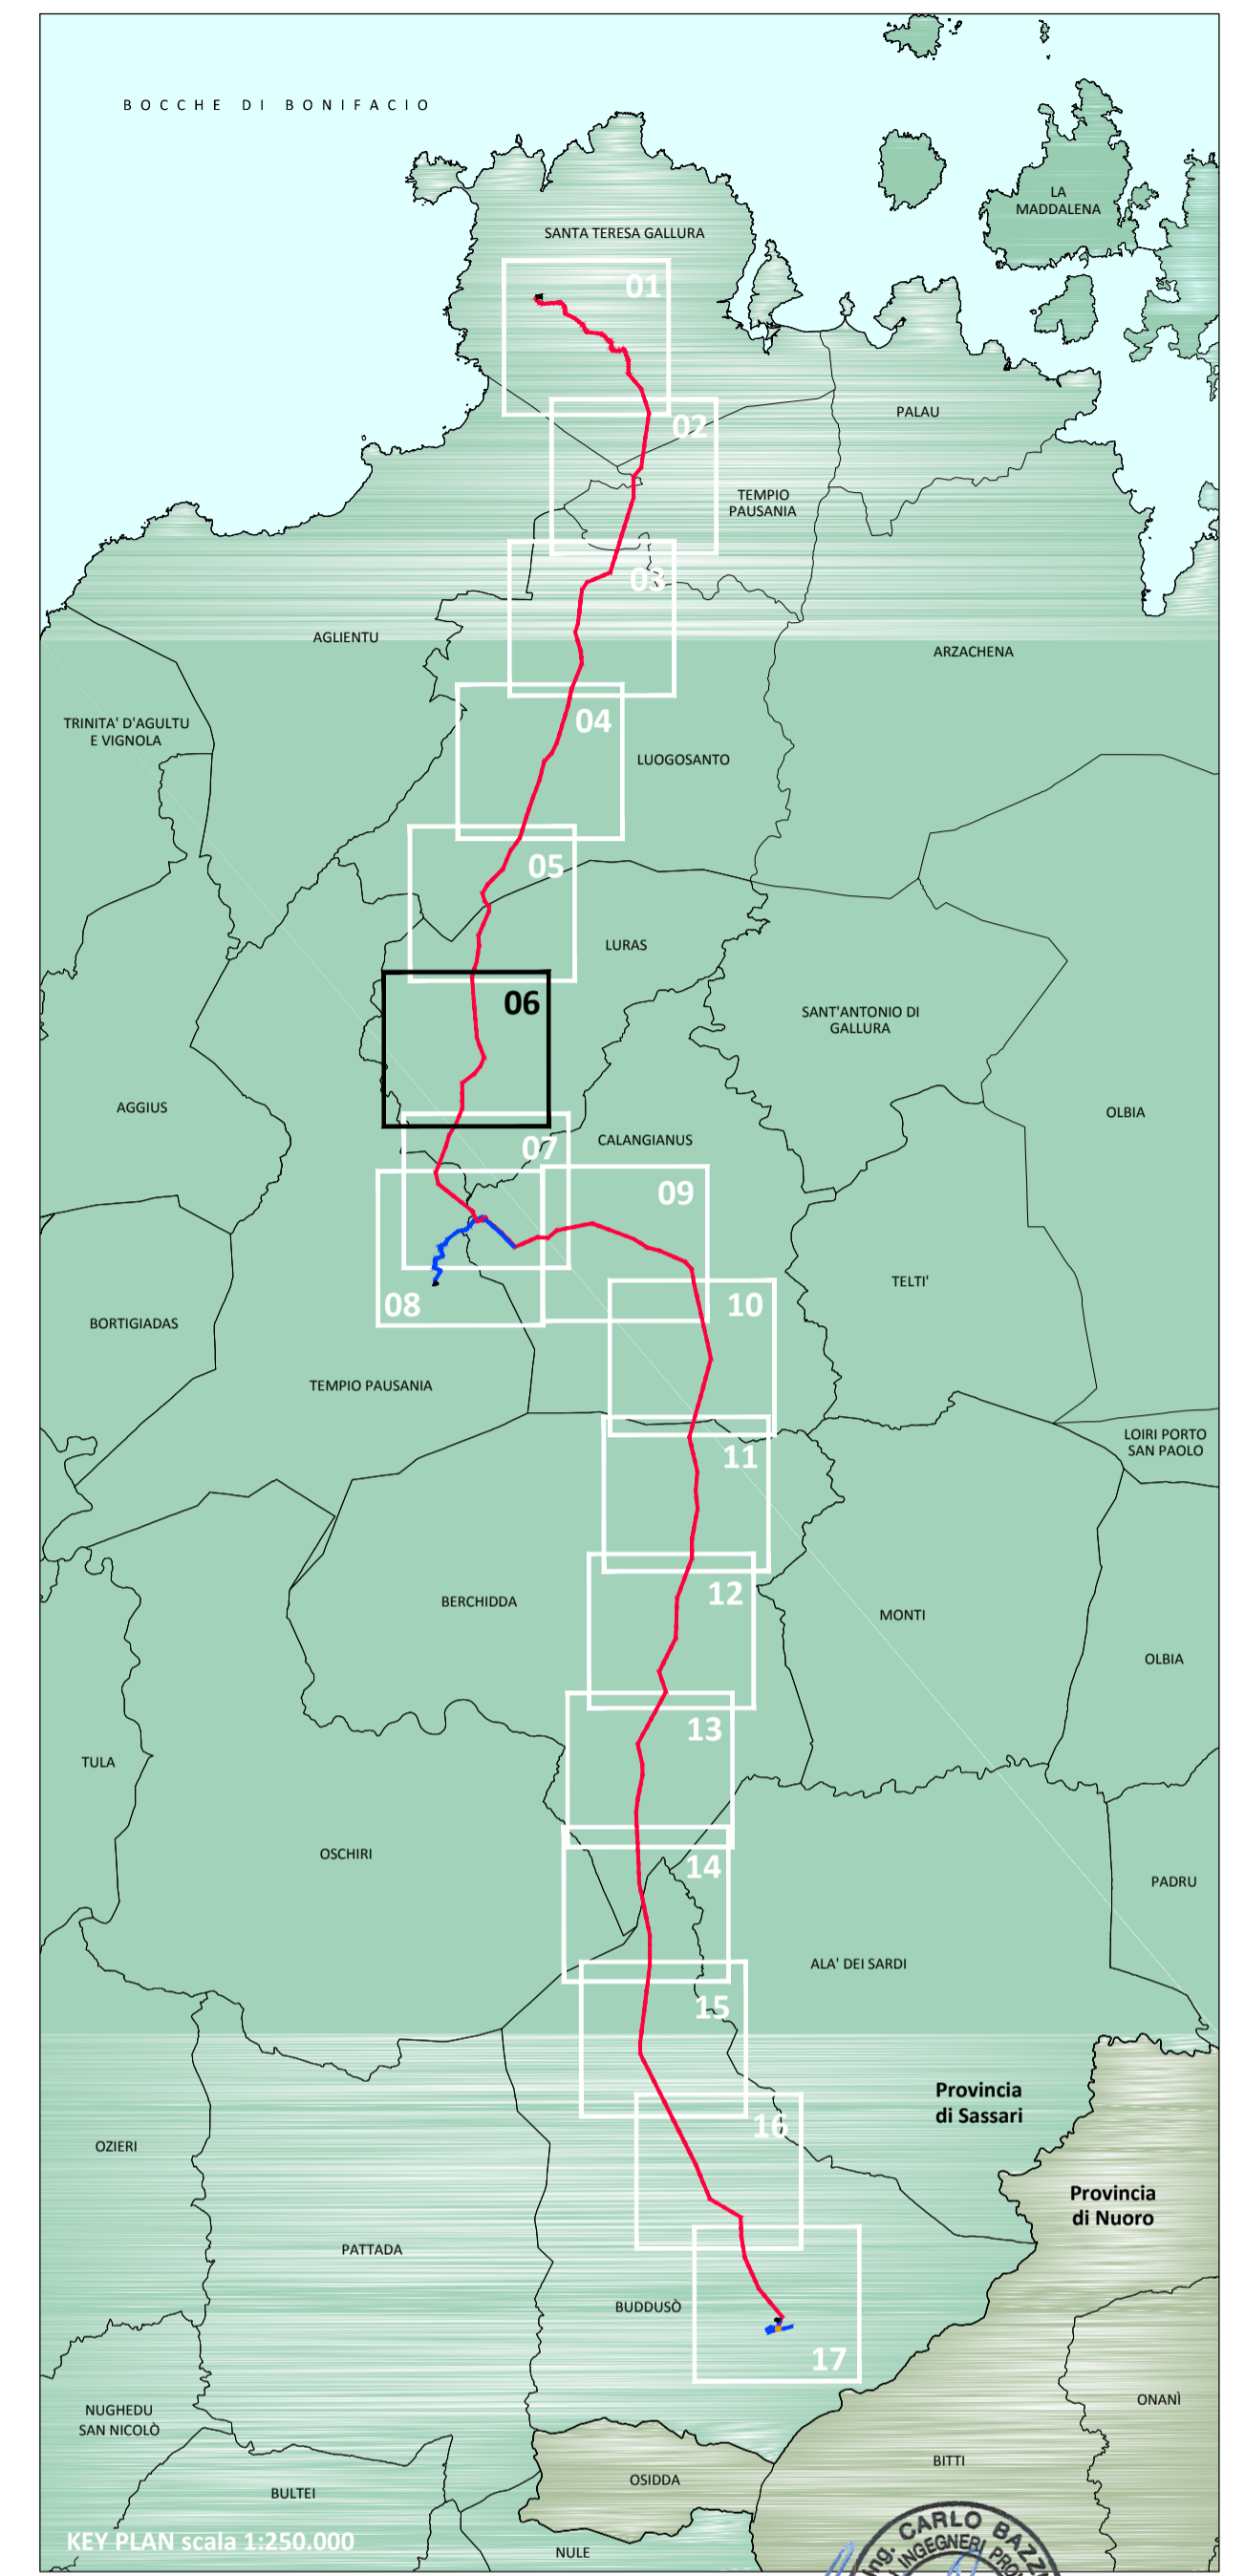 BOCCHE DI BONIFACIO
LA
MADDALENA
SANTA TERESA GALLURA
01
PALAU
02
TEMPIO
PAUSANIA
03
AGLIENTU
ARZACHENA
TRINITA' D'AGULTU
E VIGNOLA
04
LUOGOSANTO
05
LURAS
06
SANT'ANTONIO DI
GALLURA
AGGIUS
OLBIA
CALANGIANUS
07
09
TELTI'
08
10
BORTIGIADAS
TEMPIO PAUSANIA
LOIRI PORTO
SAN PAOLO
11
12
BERCHIDDA
MONTI
OLBIA
13
TULA
OSCHIRI
14
PADRU
ALA' DEI SARDI
15
Provincia
di Sassari
16
OZIERI
Provincia
di Nuoro
PATTADA
BUDDUSÒ
17
ONANÌ
NUGHEDU
SAN NICOLÒ
BITTI
OSIDDA
BULTEI
KEY PLAN scala 1:250.000
NULE
Ing. CARLO
INGEGNERI